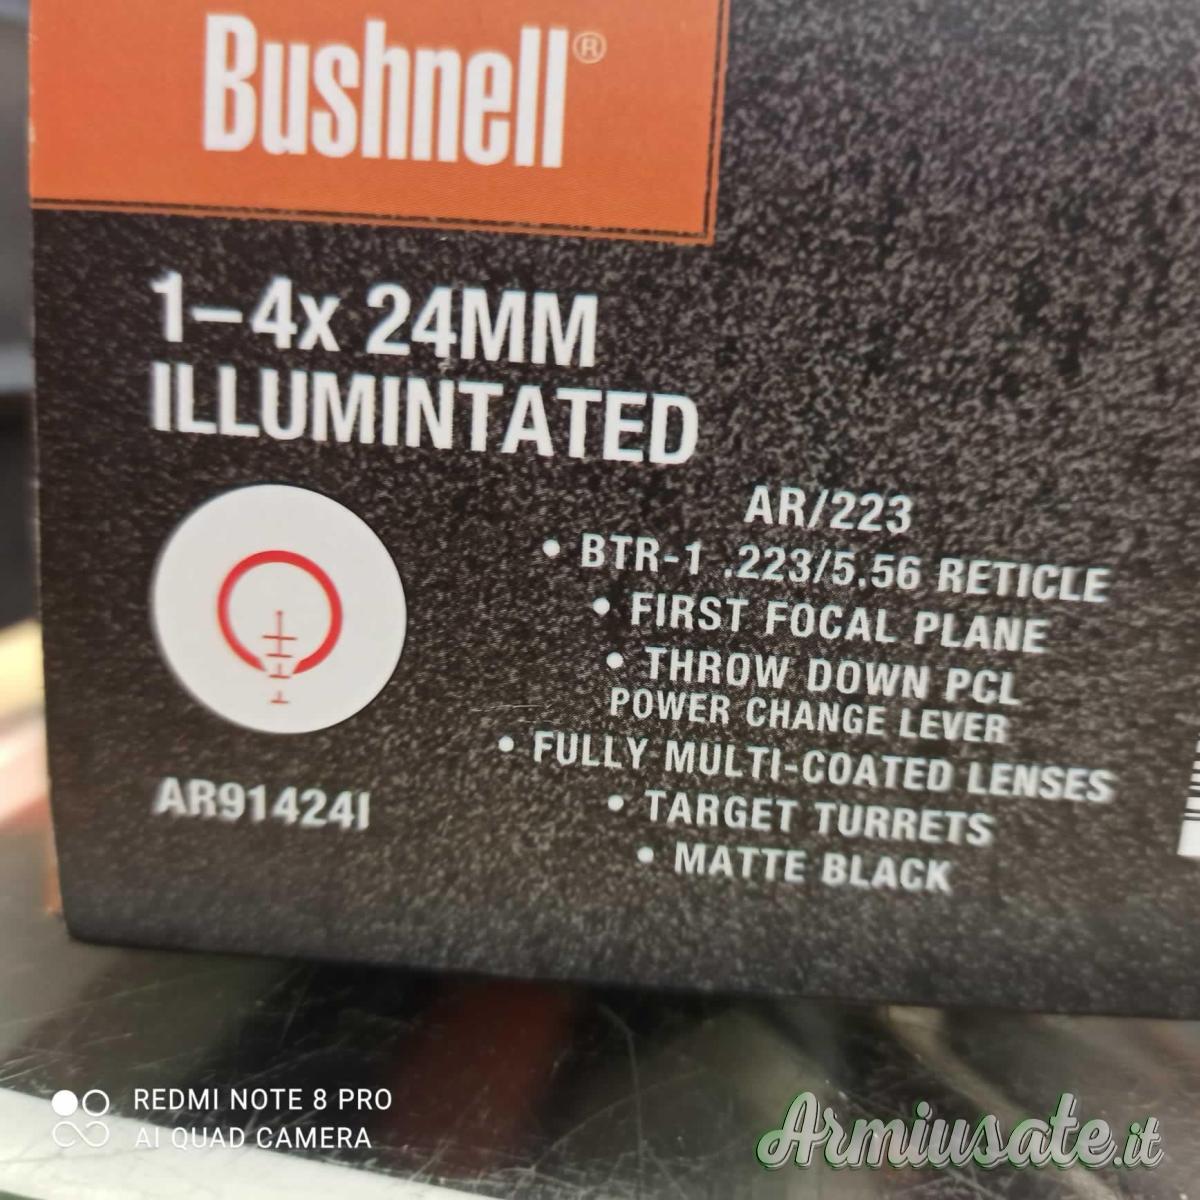 Bushnell®
1–4x 24MM
ILLUMINTATED
AR/223
• BTR-1 .223/5.56 RETICLE
• FIRST FOCAL PLANE
• THROW DOWN PCL
POWER CHANGE LEVER
• FULLY MULTI-COATED LENSES
• TARGET TURRETS
• MATTE BLACK
AR91424I
REDMI NOTE 8 PRO
AI QUAD CAMERA
Armiusate.it